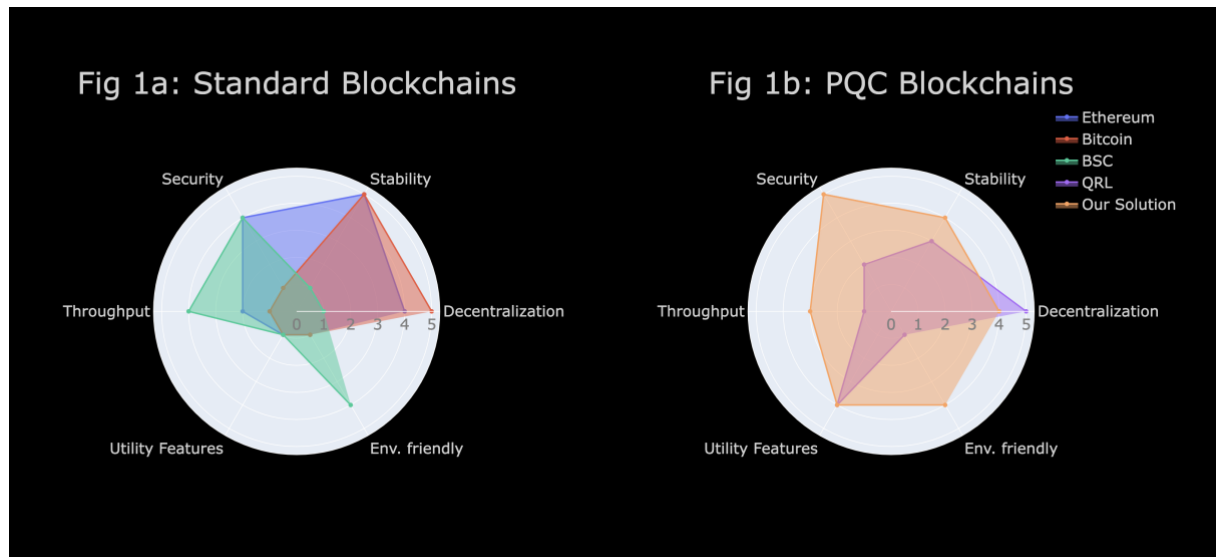 Fig 1a: Standard Blockchains
Security
Stability
Throughput
0 1 2 3 4 5
Decentralization
Utility Features
Env. friendly
Fig 1b: PQC Blockchains
Ethereum
Bitcoin
BSC
QRL
Our Solution
Security
Stability
Throughput
0 1 2 3 4 5
Decentralization
Utility Features
Env. friendly